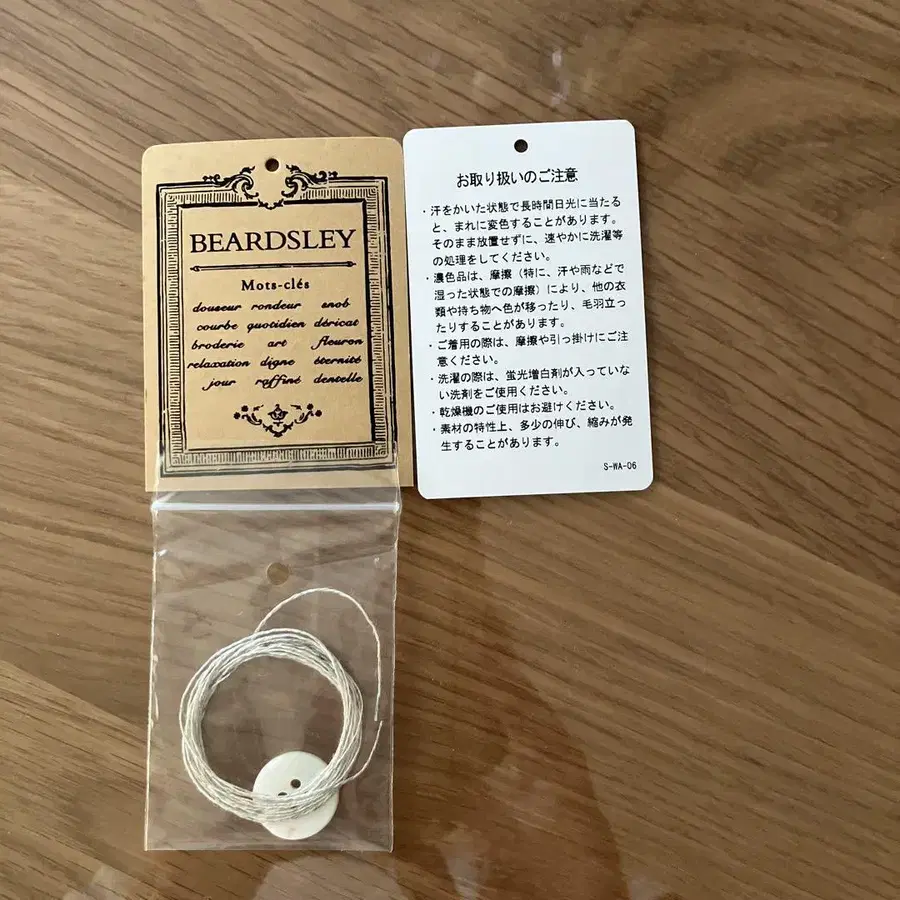 BEARDSLEY
Mots-clés
douseur rondeur snob
courbe quotidien déricat
broderie art fleuron
relaxation digne éternité
jour raffiné dentelle
お取り扱いのご注意
・汗をかいた状態で長時間日光に当たる
と、まれに変色することがあります。
そのまま放置せずに、速やかに洗濯等
の処理をしてください。
・濃色品は、摩擦（特に、汗や雨などで
湿った状態での摩擦）により、他の衣
類や持ち物へ色が移ったり、毛羽立っ
たりすることがあります。
・ご着用の際は、摩擦や引っ掛けにご注
意ください。
・洗濯の際は、蛍光増白剤が入っていな
い洗剤をご使用ください。
・乾燥機のご使用はお避けください。
・素材の特性上、多少の伸び、縮みが発
生することがあります。
S-WA-06